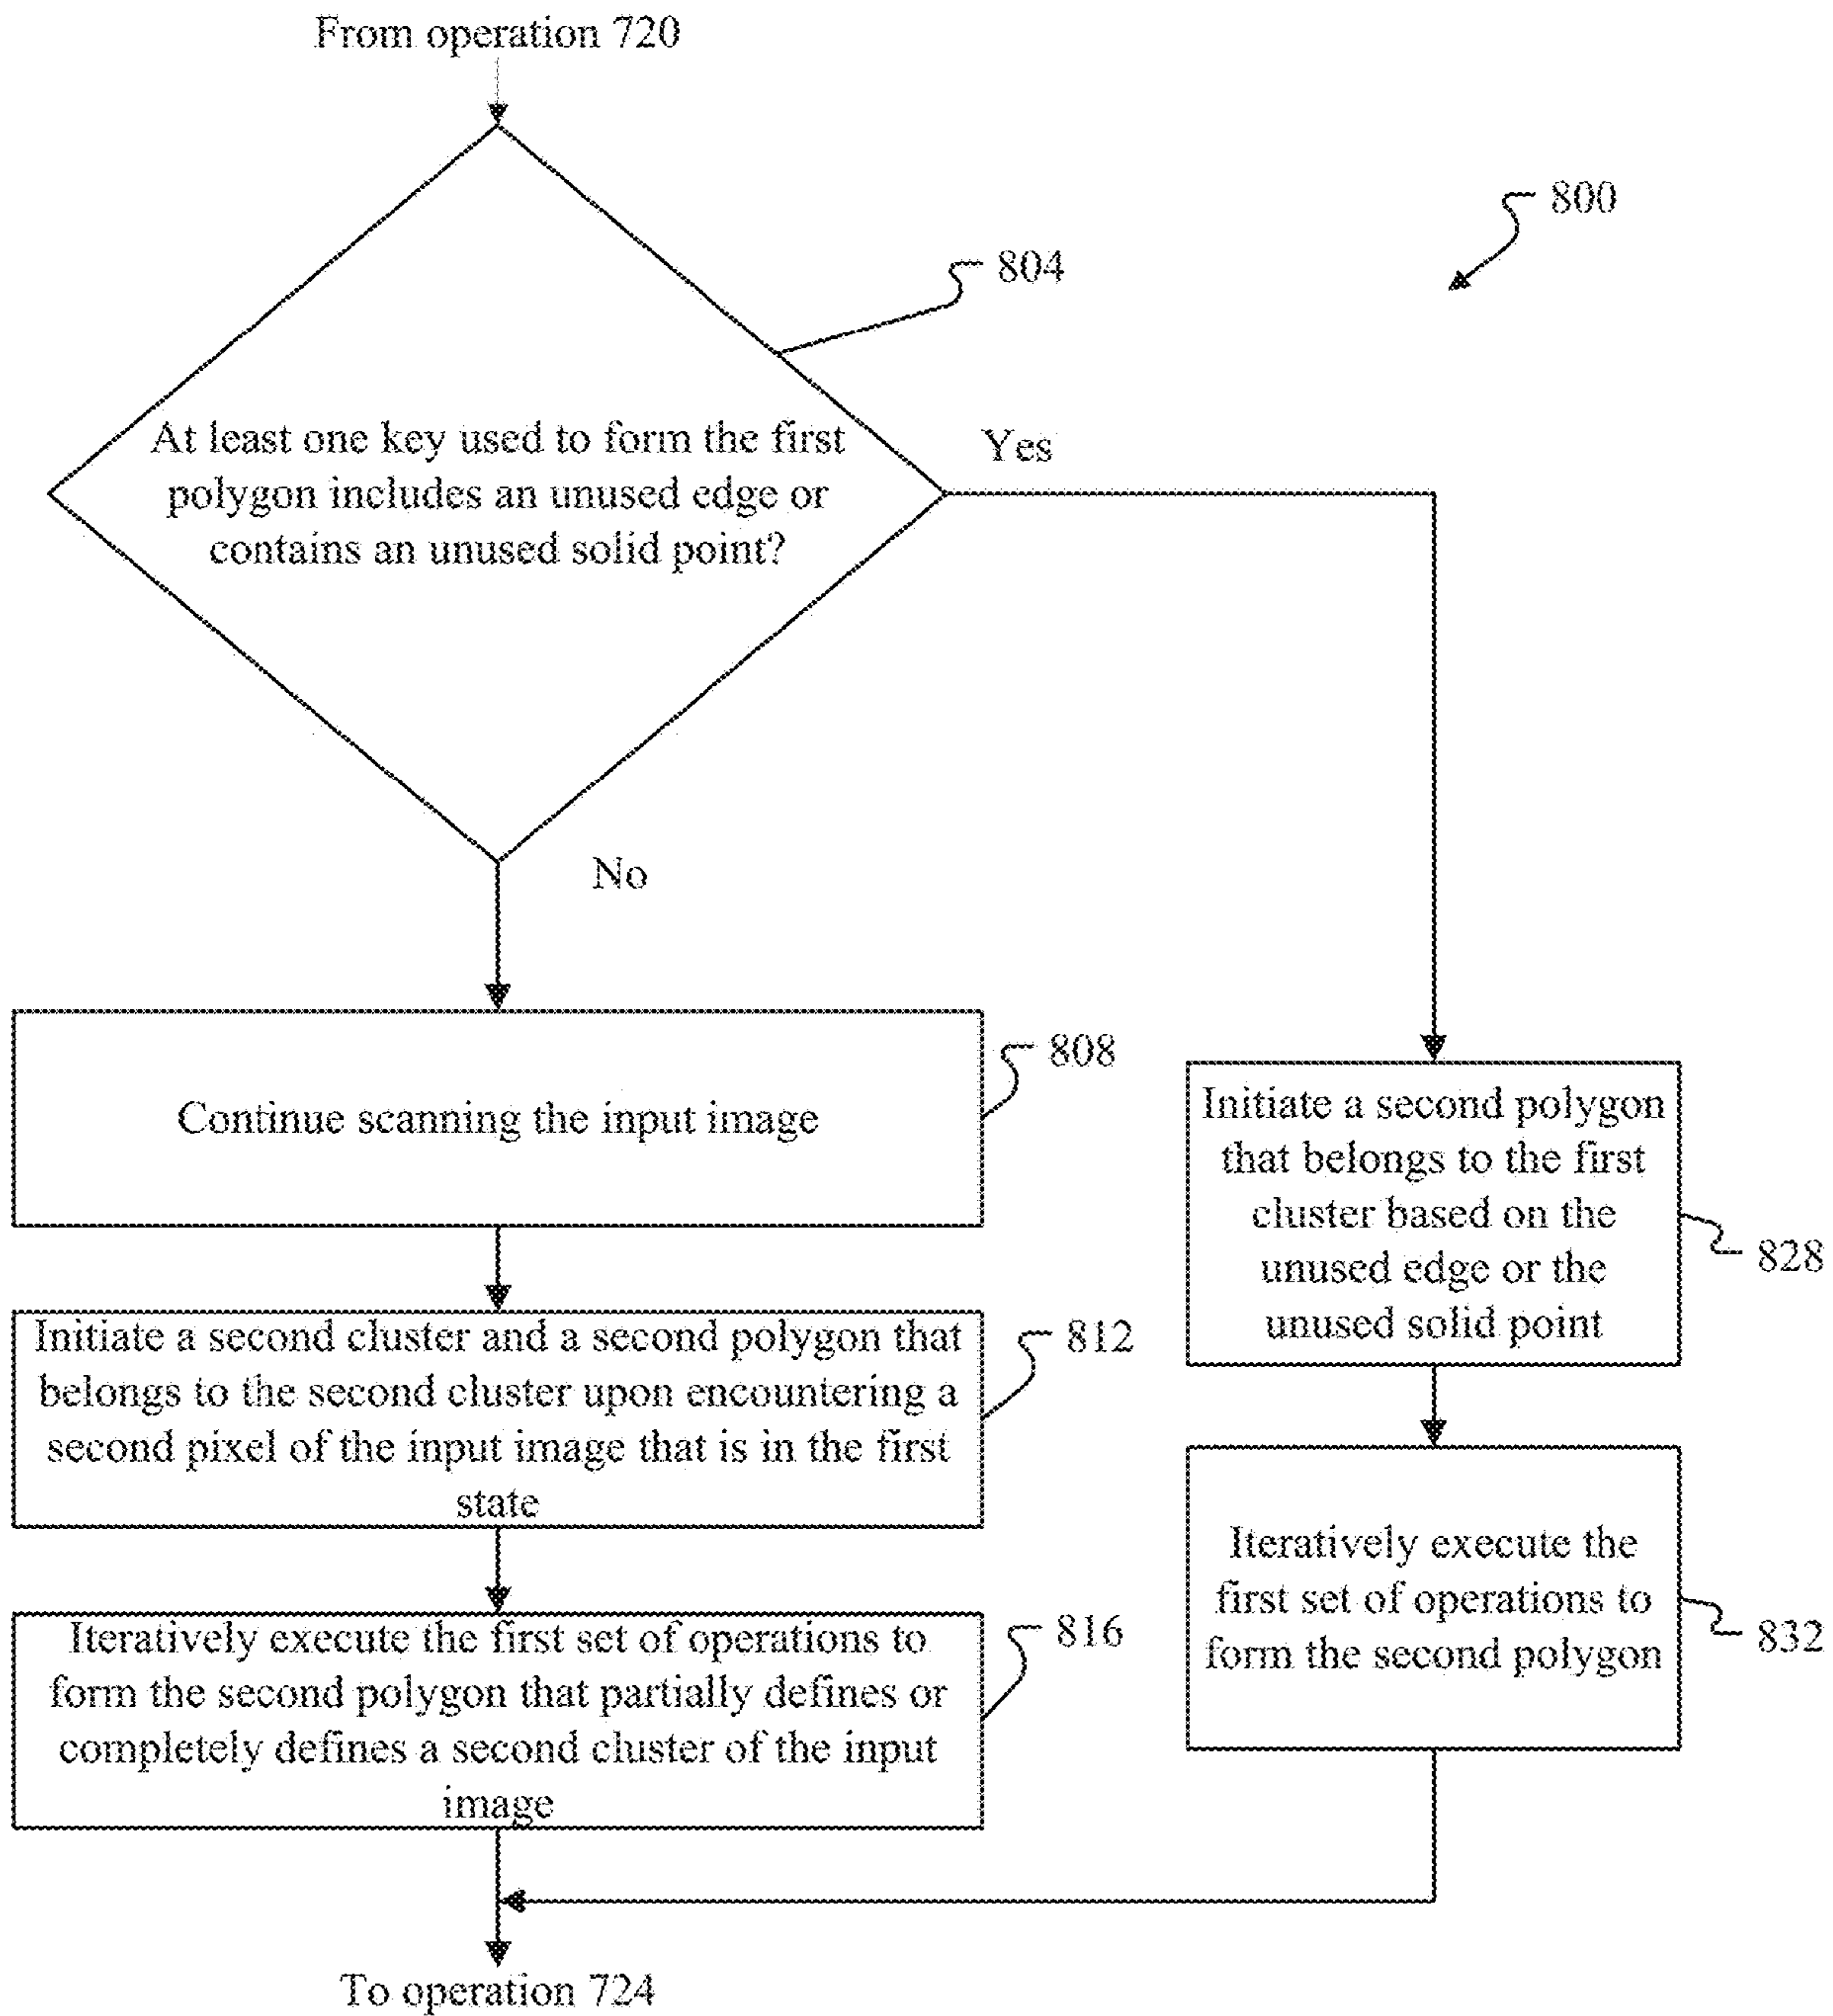 From operation 720
800
804
At least one key used to form the first
polygon includes an unused edge or
contains an unused solid point?
Yes
No
Continue scanning the input image
808
Initiate a second cluster and a second polygon that
belongs to the second cluster upon encountering a
second pixel of the input image that is in the first
state
812
Iteratively execute the first set of operations to
form the second polygon that partially defines or
completely defines a second cluster of the input
image
816
Initiate a second polygon
that belongs to the first
cluster based on the
unused edge or the
unused solid point
828
Iteratively execute the
first set of operations to
form the second polygon
832
To operation 724